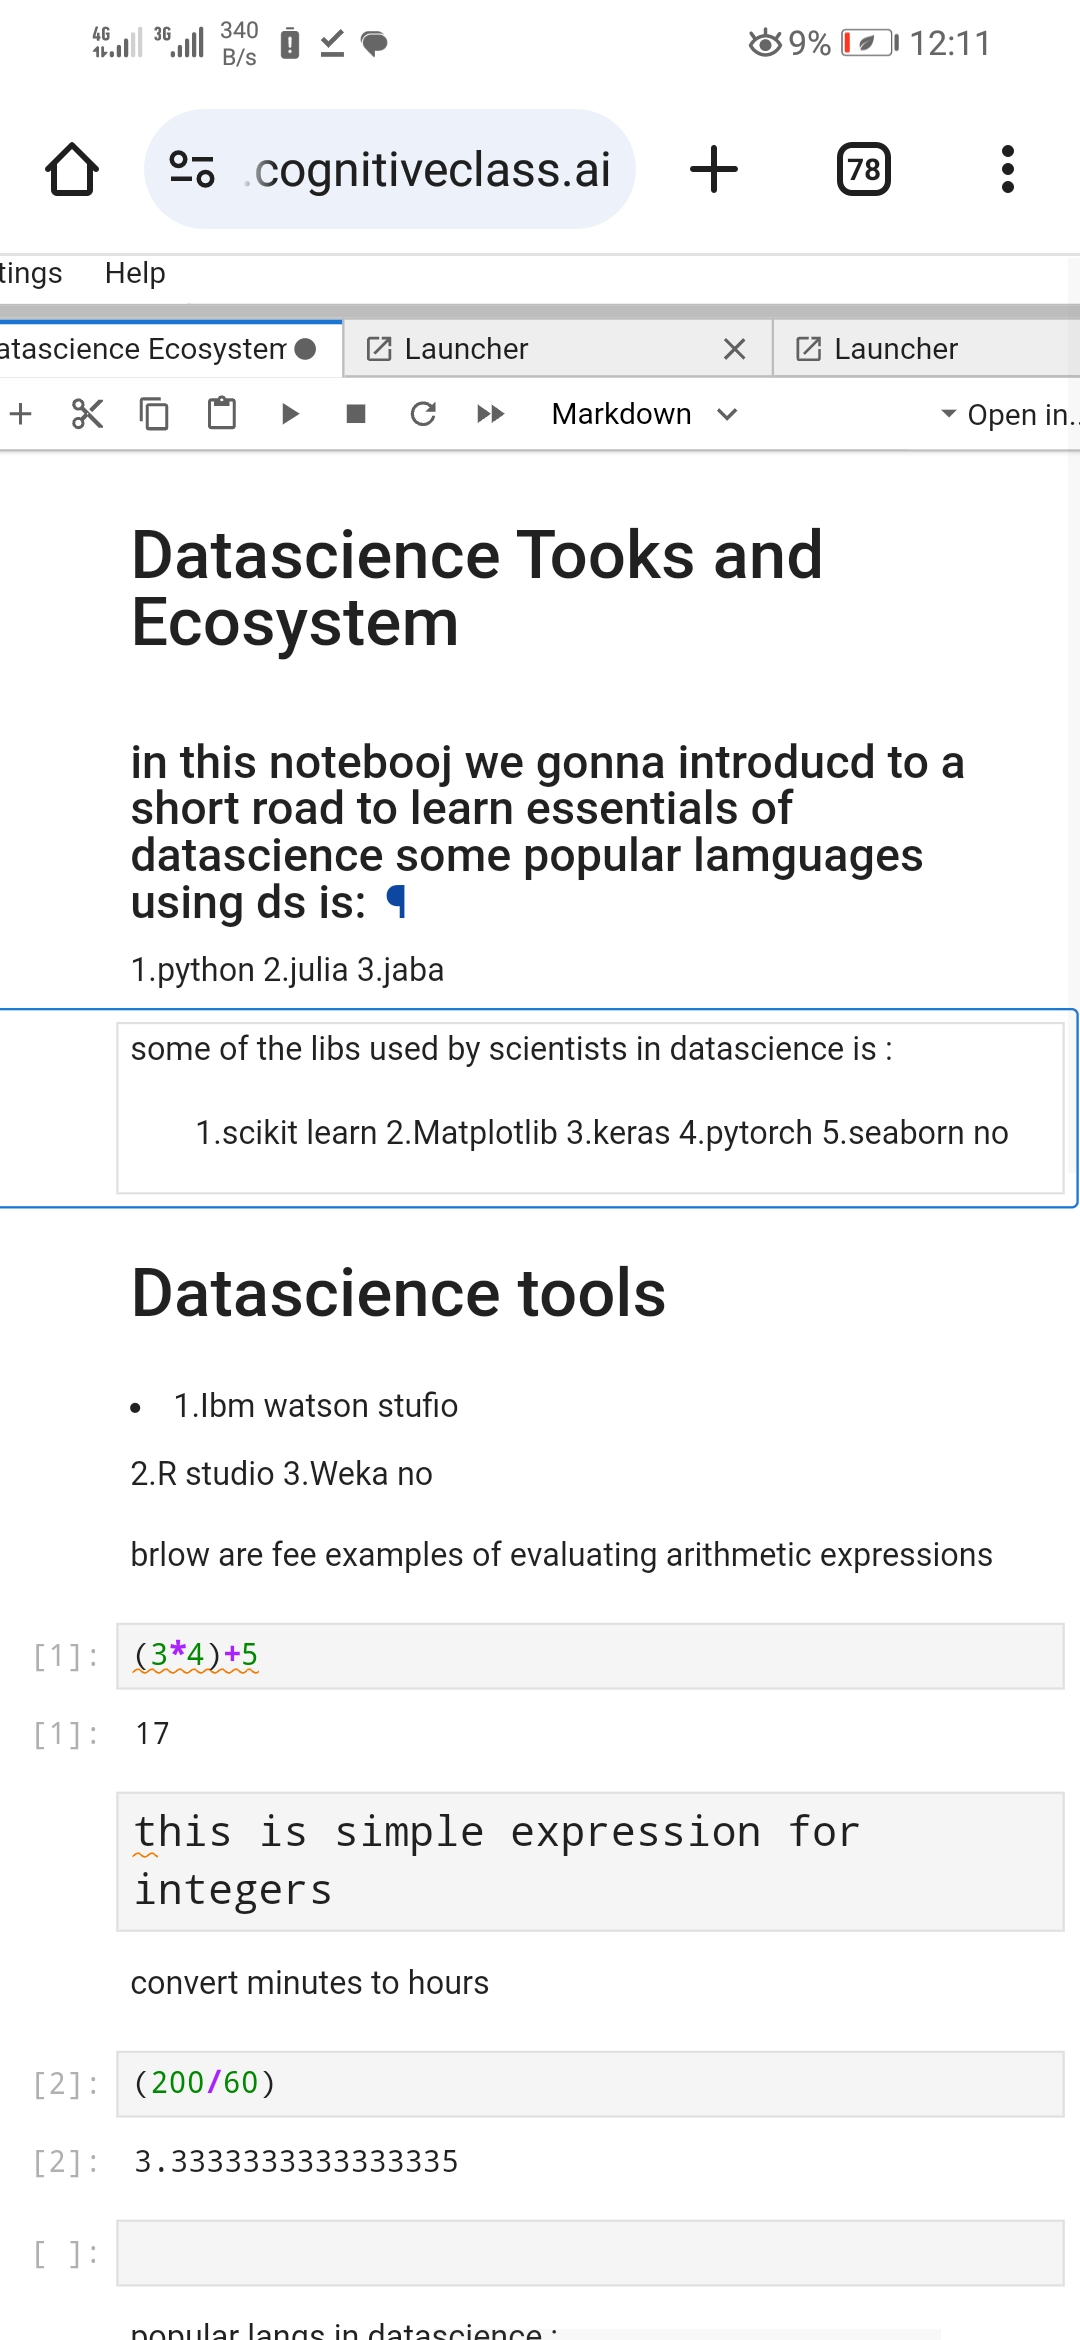 4G 3G 340 B/s 9% 12:11
.cognitiveclass.ai 78
tings Help
atascience Ecosystem Launcher Launcher
Markdown Open in..
Datascience Tooks and
Ecosystem
in this notebooj we gonna introducd to a
short road to learn essentials of
datascience some popular lamguages
using ds is: ¶
1.python 2.julia 3.jaba
some of the libs used by scientists in datascience is :
1.scikit learn 2.Matplotlib 3.keras 4.pytorch 5.seaborn no
Datascience tools
• 1.Ibm watson stufio
2.R studio 3.Weka no
brlow are fee examples of evaluating arithmetic expressions
[1]: (3*4)+5
[1]: 17
this is simple expression for
integers
convert minutes to hours
[2]: (200/60)
[2]: 3.3333333333333335
[ ]:
popular langs in datascience :